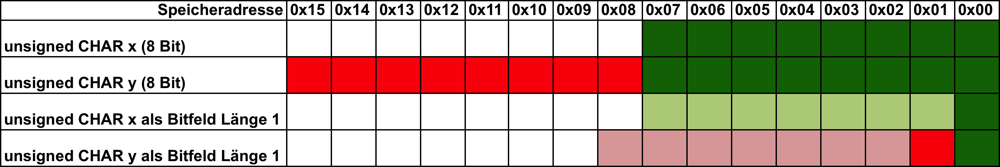 Speicheradresse 0x15 0x14 0x13 0x12 0x11 0x10 0x09 0x08 0x07 0x06 0x05 0x04 0x03 0x02 0x01 0x00
unsigned CHAR x (8 Bit)
unsigned CHAR y (8 Bit)
unsigned CHAR x als Bitfeld Länge 1
unsigned CHAR y als Bitfeld Länge 1